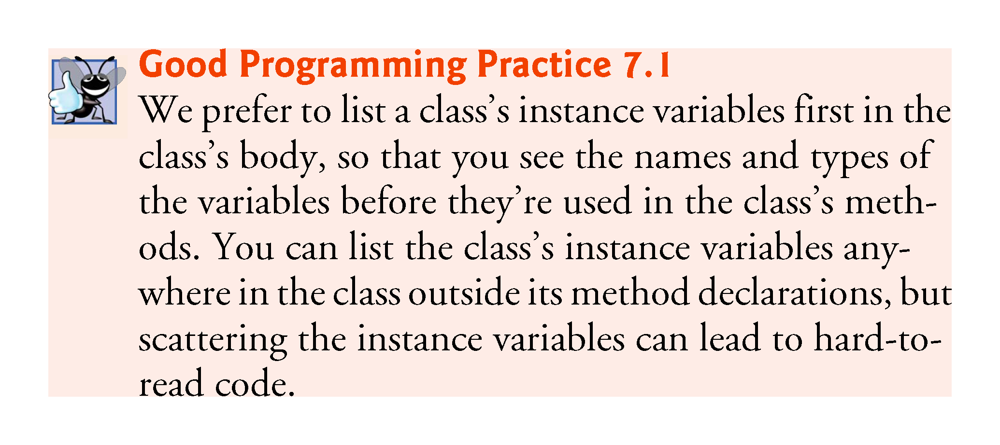 Good Programming Practice 7.1
We prefer to list a class’s instance variables first in the
class’s body, so that you see the names and types of
the variables before they’re used in the class’s meth-
ods. You can list the class’s instance variables any-
where in the class outside its method declarations, but
scattering the instance variables can lead to hard-to-
read code.